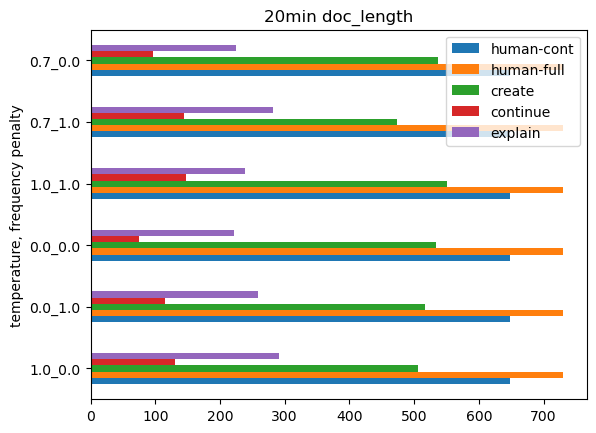 20min doc_length
human-cont
human-full
create
continue
explain
temperature, frequency penalty
0.7_0.0
0.7_1.0
1.0_1.0
0.0_0.0
0.0_1.0
1.0_0.0
0 100 200 300 400 500 600 700